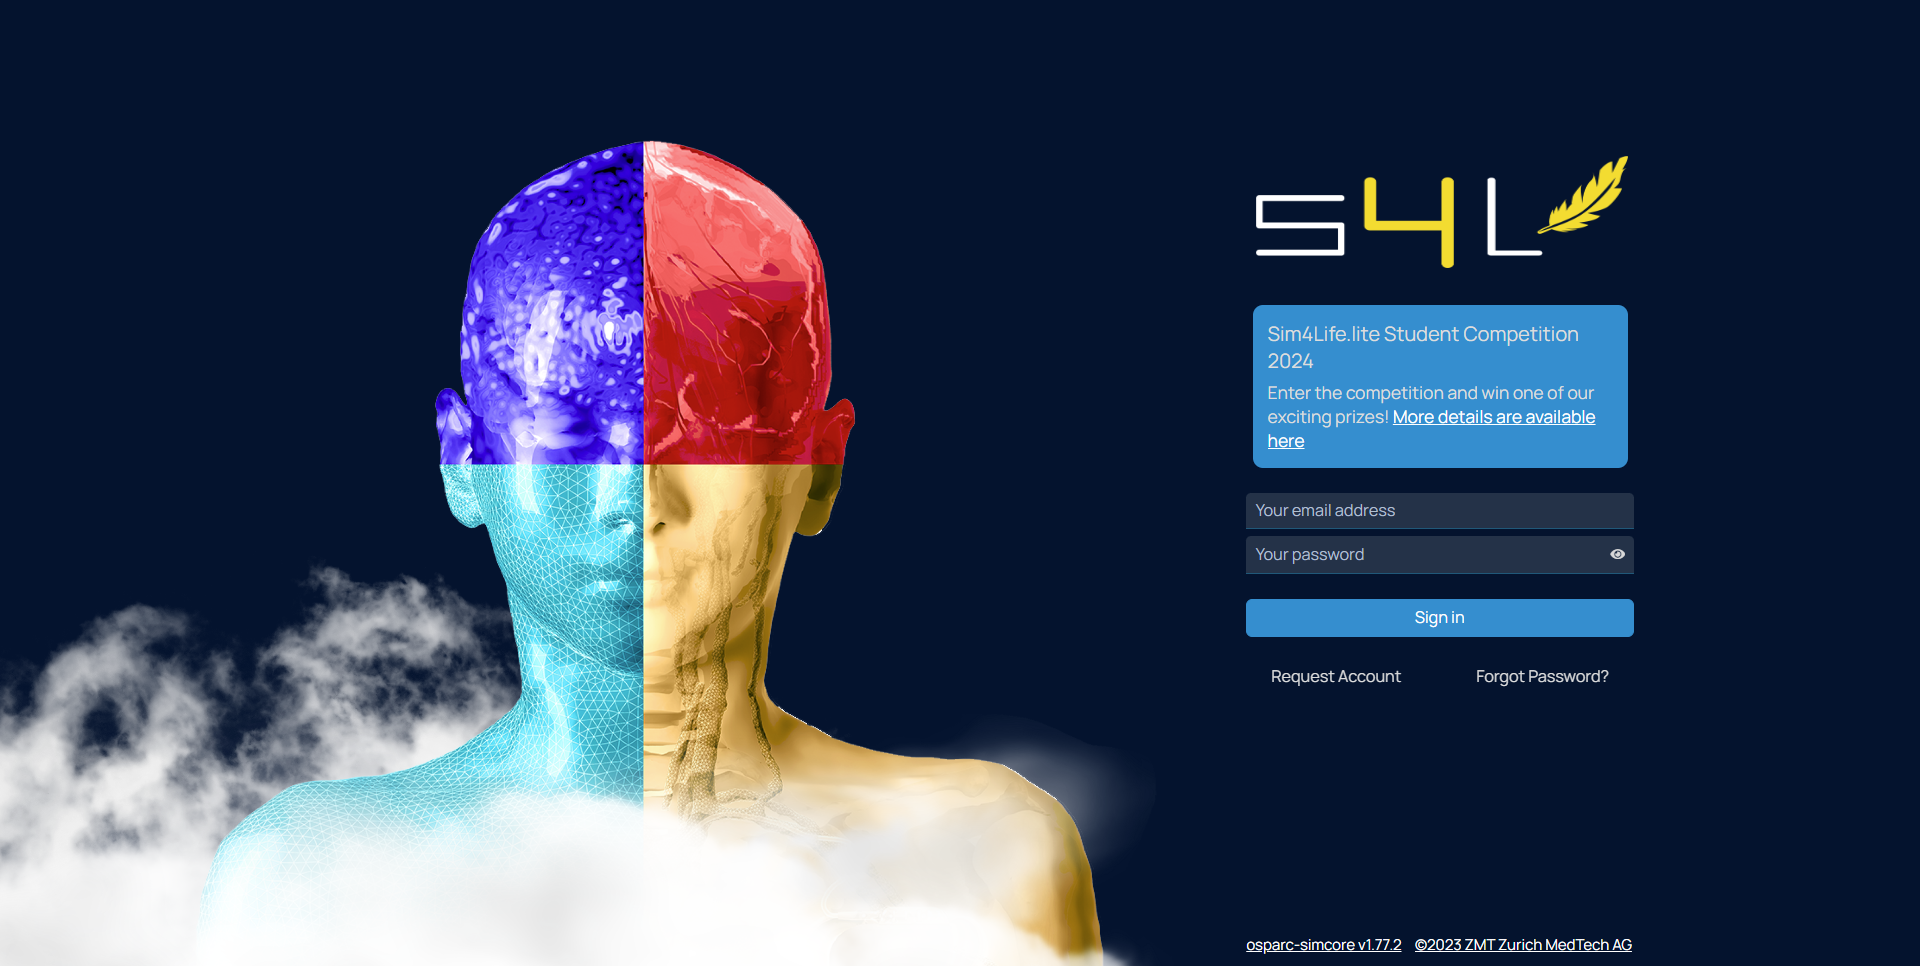 S4L
Sim4Life.lite Student Competition
2024
Enter the competition and win one of our
exciting prizes! More details are available
here
Your email address
Your password
Sign in
Request Account Forgot Password?
osparc-simcore v1.77.2 ©2023 ZMT Zurich MedTech AG